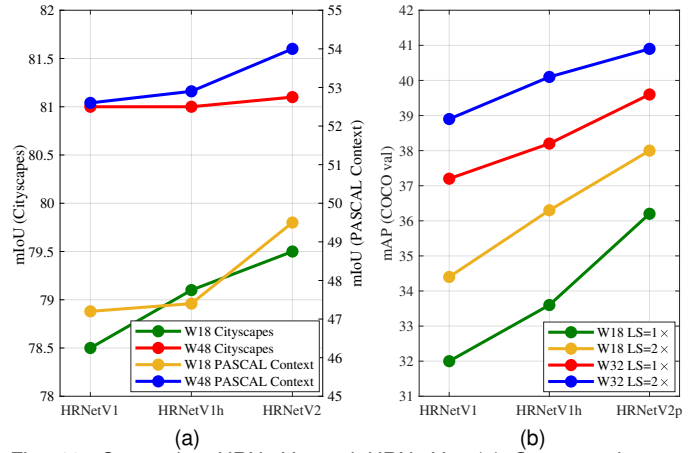 82
81.5
81
80.5
80
79.5
79
78.5
78
mIoU (Cityscapes)
55
54
53
52
51
50
49
48
47
46
45
mIoU (PASCAL Context)
W18 Cityscapes
W48 Cityscapes
W18 PASCAL Context
W48 PASCAL Context
HRNetV1 HRNetV1h HRNetV2
(a)
42
41
40
39
38
37
36
35
34
33
32
31
mAP (COCO val)
W18 LS=1×
W18 LS=2×
W32 LS=1×
W32 LS=2×
HRNetV1 HRNetV1h HRNetV2p
(b)